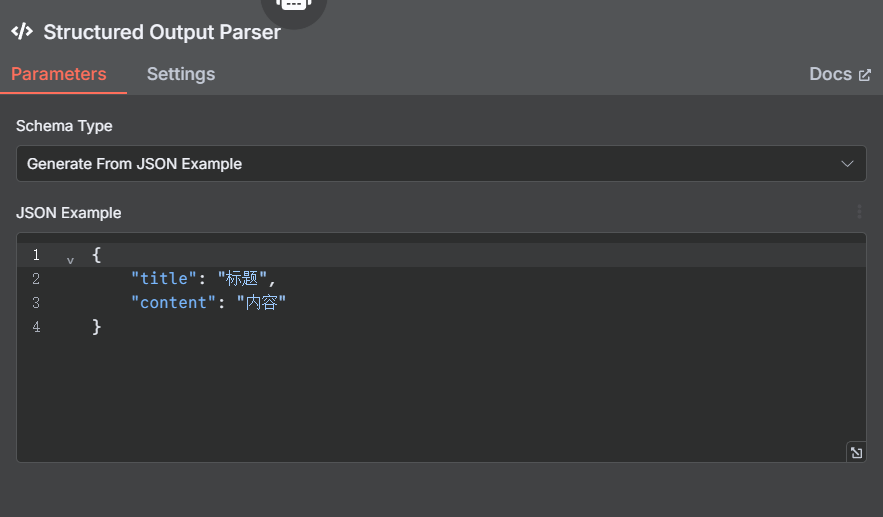 Structured Output Parser
Parameters Settings Docs
Schema Type
Generate From JSON Example
JSON Example
1 {
2 "title": "标题",
3 "content": "内容"
4 }